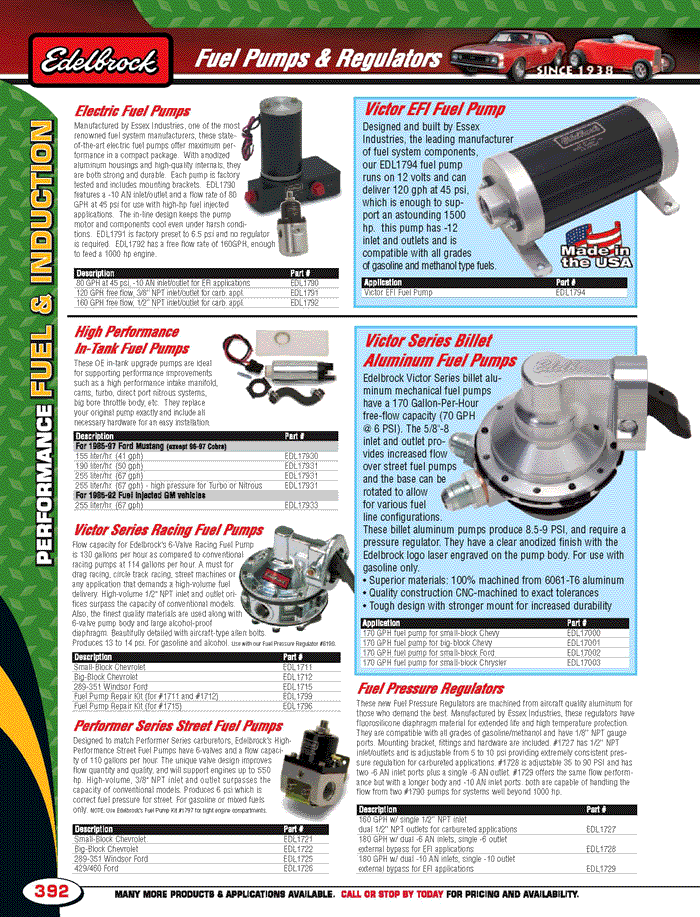 Edelbrock
Fuel Pumps & Regulators
SINCE 1938
PERFORMANCE FUEL & INDUCTION
Electric Fuel Pumps
Manufactured by Essex Industries, one of the most
renowned fuel system manufacturers, these state-
of-the-art electric fuel pumps offer maximum per-
formance in a compact package. With anodized
aluminum housings and high-quality internals, they
are both strong and durable. Each pump is factory
tested and includes mounting brackets. EDL1790
features a -10 AN inlet/outlet and a flow rate of 80
GPH at 45 psi for use with high-hp fuel injected
applications. The in-line design keeps the pump
motor and components cool even under harsh condi-
tions. EDL1791 is factory preset to 6.5 psi and no regulator
is required. EDL1792 has a free flow rate of 160GPH, enough
to feed a 1000 hp engine.
Description Part #
80 GPH at 45 psi, -10 AN inlet/outlet for EFI applications EDL1790
120 GPH free flow, 3/8" NPT inlet/outlet for carb. appl. EDL1791
160 GPH free flow, 1/2" NPT inlet/outlet for carb. appl. EDL1792
Victor EFI Fuel Pump
Designed and built by Essex
Industries, the leading manufacturer
of fuel system components,
our EDL1794 fuel pump
runs on 12 volts and can
deliver 120 gph at 45 psi,
which is enough to sup-
port an astounding 1500
hp. this pump has -12
inlet and outlets and is
compatible with all grades
of gasoline and methanol type fuels.
Made in
the USA
Application Part #
Victor EFI Fuel Pump EDL1794
High Performance
In-Tank Fuel Pumps
These OE in-tank upgrade pumps are ideal
for supporting performance improvements
such as a high performance intake manifold,
cams, turbo, direct port nitrous systems,
big bore throttle body, etc. They replace
your original pump exactly and include all
necessary hardware for an easy installation.
Description Part #
For 1985-97 Ford Mustang (except 96-97 Cobra)
155 liter/hr. (41 gph) EDL17930
190 liter/hr. (50 gph) EDL17931
255 liter/hr. (67 gph) EDL17931
255 liter/hr. (67 gph) - high pressure for Turbo or Nitrous EDL17931
For 1985-92 Fuel Injected GM vehicles
255 liter/hr. (67 gph) EDL17933
Victor Series Billet
Aluminum Fuel Pumps
Edelbrock Victor Series billet alu-
minum mechanical fuel pumps
have a 170 Gallon-Per-Hour
free-flow capacity (70 GPH
@ 6 PSI). The 5/8"-8
inlet and outlet pro-
vides increased flow
over street fuel pumps
and the base can be
rotated to allow
for various fuel
line configurations.
These billet aluminum pumps produce 8.5-9 PSI, and require a
pressure regulator. They have a clear anodized finish with the
Edelbrock logo laser engraved on the pump body. For use with
gasoline only.
• Superior materials: 100% machined from 6061-T6 aluminum
• Quality construction CNC-machined to exact tolerances
• Tough design with stronger mount for increased durability
Application Part #
170 GPH fuel pump for small-block Chevy EDL17000
170 GPH fuel pump for big-block Chevy EDL17001
170 GPH fuel pump for small-block Ford EDL17002
170 GPH fuel pump for small-block Chrysler EDL17003
Victor Series Racing Fuel Pumps
Flow capacity for Edelbrock's 6-Valve Racing Fuel Pump
is 130 gallons per hour as compared to conventional
racing pumps at 114 gallons per hour. A must for
drag racing, circle track racing, street machines or
any application that demands a high-volume fuel
delivery. High-volume 1/2" NPT inlet and outlet ori-
fices surpass the capacity of conventional models.
Also, the finest quality materials are used along with
6-valve pump body and large alcohol-proof
diaphragm. Beautifully detailed with aircraft-type allen bolts.
Produces 13 to 14 psi. For gasoline and alcohol. Use with our Fuel Pressure Regulator #8190.
Description Part #
Small-Block Chevrolet EDL1711
Big-Block Chevrolet EDL1712
289-351 Windsor Ford EDL1715
Fuel Pump Repair Kit (for #1711 and #1712) EDL1799
Fuel Pump Repair Kit (for #1715) EDL1796
Performer Series Street Fuel Pumps
Designed to match Performer Series carburetors, Edelbrock's High-
Performance Street Fuel Pumps have 6-valves and a flow capaci-
ty of 110 gallons per hour. The unique valve design improves
flow quantity and quality, and will support engines up to 550
hp. High-volume, 3/8" NPT inlet and outlet surpasses the
capacity of conventional models. Produces 6 psi which is
correct fuel pressure for street. For gasoline or mixed fuels
only. NOTE: Use Edelbrock's Fuel Pump Kit #1797 for tight engine compartments.
Description Part #
Small-Block Chevrolet EDL1721
Big-Block Chevrolet EDL1722
289-351 Windsor Ford EDL1725
429/460 Ford EDL1726
Fuel Pressure Regulators
These new Fuel Pressure Regulators are machined from aircraft quality aluminum for
those who demand the best. Manufactured by Essex Industries, these regulators have
fluorosilicone diaphragm material for extended life and high temperature protection.
They are compatible with all grades of gasoline/methanol and have 1/8" NPT gauge
ports. Mounting bracket, fittings and hardware are included. #1727 has 1/2" NPT
inlet/outlets and is adjustable from 5 to 10 psi providing extremely consistent pres-
sure regulation for carbureted applications. #1728 is adjustable 35 to 90 PSI and has
two -6 AN inlet ports plus a single -6 AN outlet. #1729 offers the same flow perform-
ance but with a longer body and -10 AN inlet ports. both are capable of handling the
flow from two #1790 pumps for systems well beyond 1000 hp.
Description Part #
160 GPH w/ single 1/2" NPT inlet
dual 1/2" NPT outlets for carbureted applications EDL1727
180 GPH w/ dual -6 AN inlets, single -6 outlet
external bypass for EFI applications EDL1728
180 GPH w/ dual -10 AN inlets, single -10 outlet
external bypass for EFI applications EDL1729
392
MANY MORE PRODUCTS & APPLICATIONS AVAILABLE. CALL OR STOP BY TODAY FOR PRICING AND AVAILABILITY.